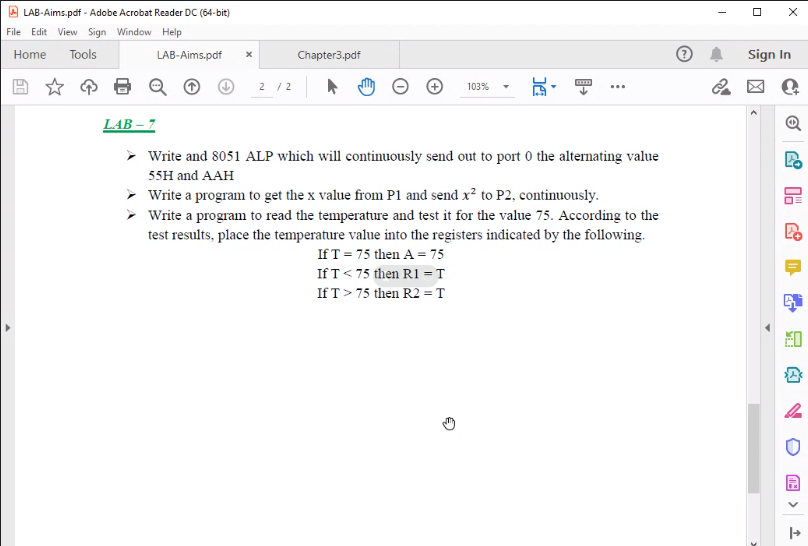 LAB-Aims.pdf - Adobe Acrobat Reader DC (64-bit)
File Edit View Sign Window Help
Home Tools LAB-Aims.pdf × Chapter3.pdf Sign In
2 / 2 103%
LAB – 7
➤ Write and 8051 ALP which will continuously send out to port 0 the alternating value
55H and AAH
➤ Write a program to get the x value from P1 and send x² to P2, continuously.
➤ Write a program to read the temperature and test it for the value 75. According to the
test results, place the temperature value into the registers indicated by the following.
If T = 75 then A = 75
If T < 75 then R1 = T
If T > 75 then R2 = T